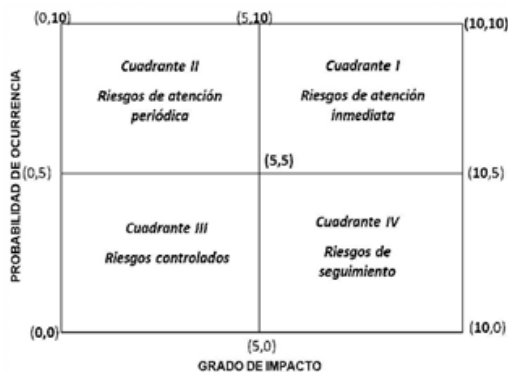 (0,10)
(5,10)
(10,10)
Cuadrante II
Riesgos de atención
periódica
Cuadrante I
Riesgos de atención
inmediata
PROBABILIDAD DE OCURRENCIA
(0,5)
(5,5)
(10,5)
Cuadrante III
Riesgos controlados
Cuadrante IV
Riesgos de
seguimiento
(0,0)
(5,0)
(10,0)
GRADO DE IMPACTO